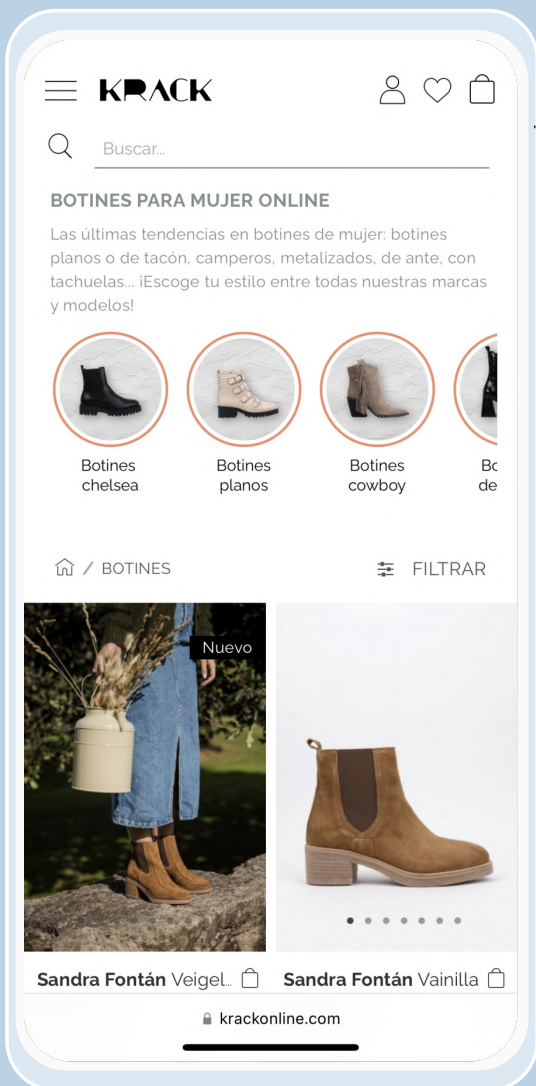 KRACK
Buscar...
BOTINES PARA MUJER ONLINE
Las últimas tendencias en botines de mujer: botines
planos o de tacón, camperos, metalizados, de ante, con
tachuelas... ¡Escoge tu estilo entre todas nuestras marcas
y modelos!
Botines
chelsea
Botines
planos
Botines
cowboy
Bo
de
/ BOTINES
FILTRAR
Nuevo
Sandra Fontán Veigel...
Sandra Fontán Vainilla
krackonline.com